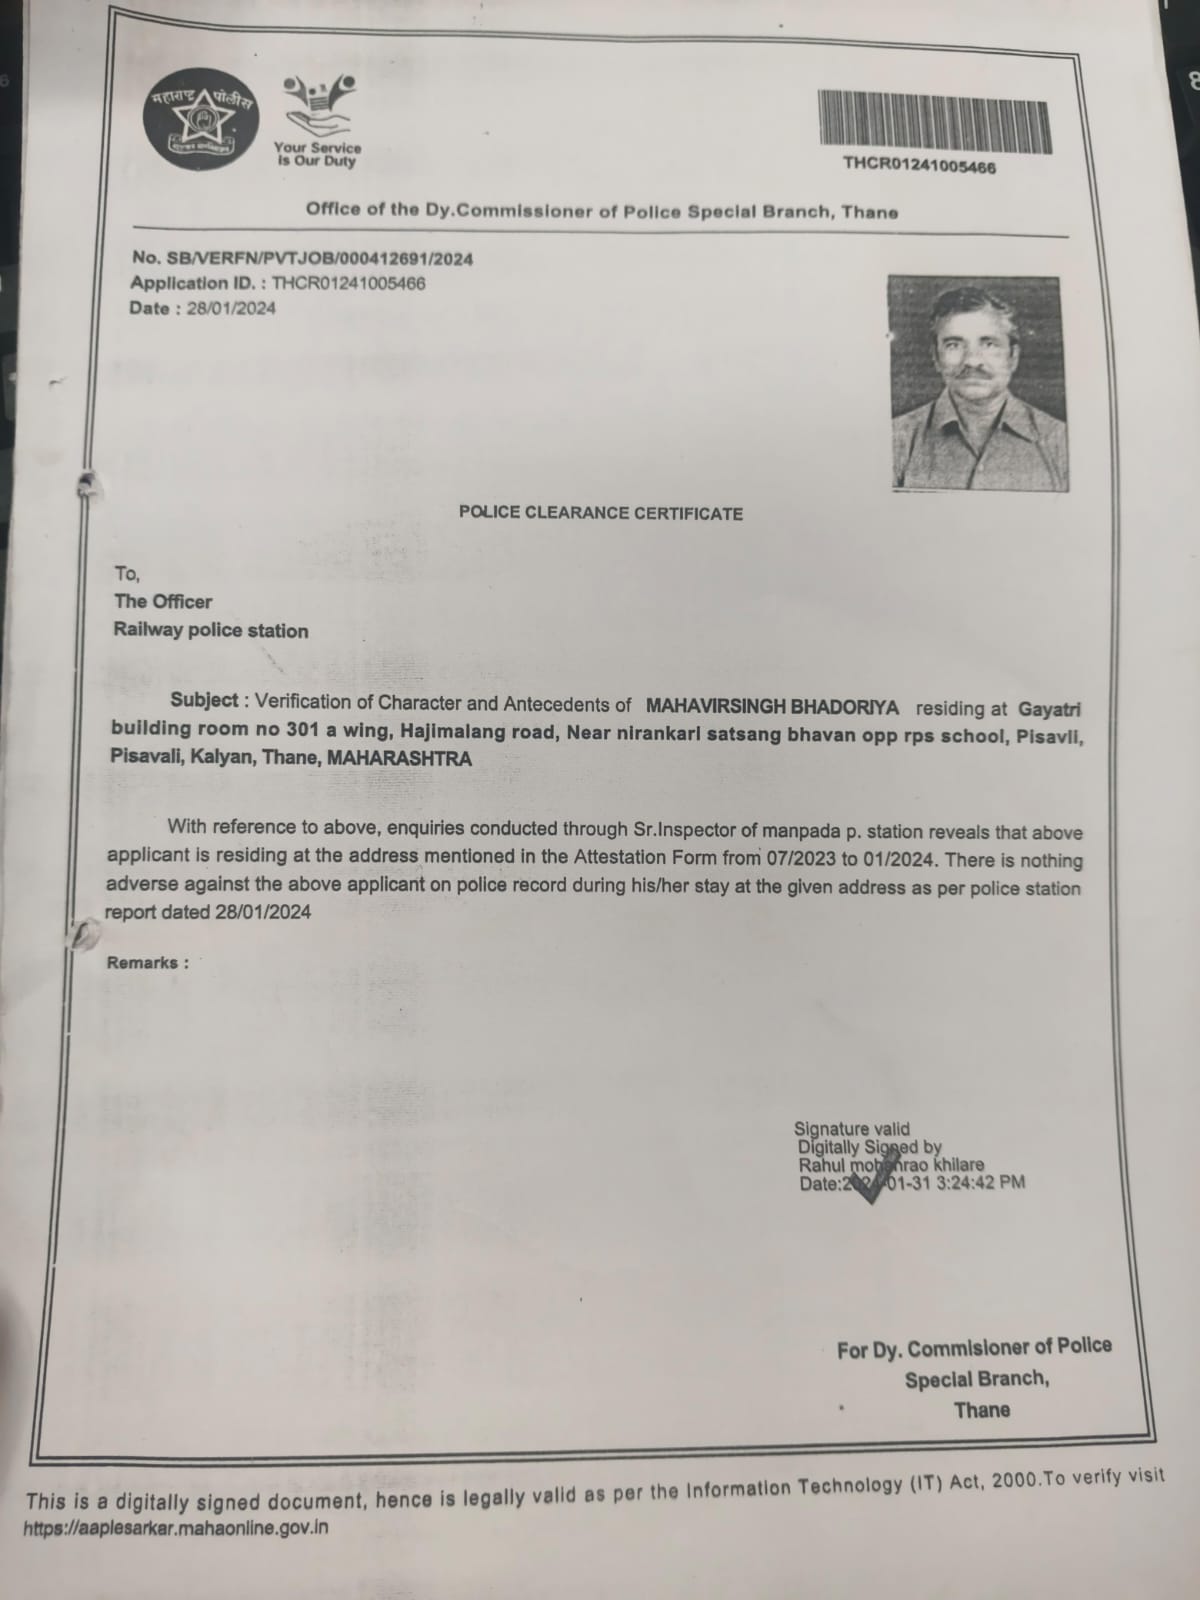 महाराष्ट्र पोलीस
Your Service
Is Our Duty
THCR01241005466
Office of the Dy.Commissioner of Police Special Branch, Thane
No. SB/VERFN/PVTJOB/000412691/2024
Application ID. : THCR01241005466
Date : 28/01/2024
POLICE CLEARANCE CERTIFICATE
To,
The Officer
Railway police station
Subject : Verification of Character and Antecedents of MAHAVIRSINGH BHADORIYA residing at Gayatri
building room no 301 a wing, Hajimalang road, Near nirankari satsang bhavan opp rps school, Pisavli,
Pisavali, Kalyan, Thane, MAHARASHTRA
With reference to above, enquiries conducted through Sr.Inspector of manpada p. station reveals that above
applicant is residing at the address mentioned in the Attestation Form from 07/2023 to 01/2024. There is nothing
adverse against the above applicant on police record during his/her stay at the given address as per police station
report dated 28/01/2024
Remarks :
Signature valid
Digitally Signed by
Rahul mohanrao khilare
Date:2024-01-31 3:24:42 PM
For Dy. Commisioner of Police
Special Branch,
Thane
This is a digitally signed document, hence is legally valid as per the Information Technology (IT) Act, 2000.To verify visit
https://aaplesarkar.mahaonline.gov.in